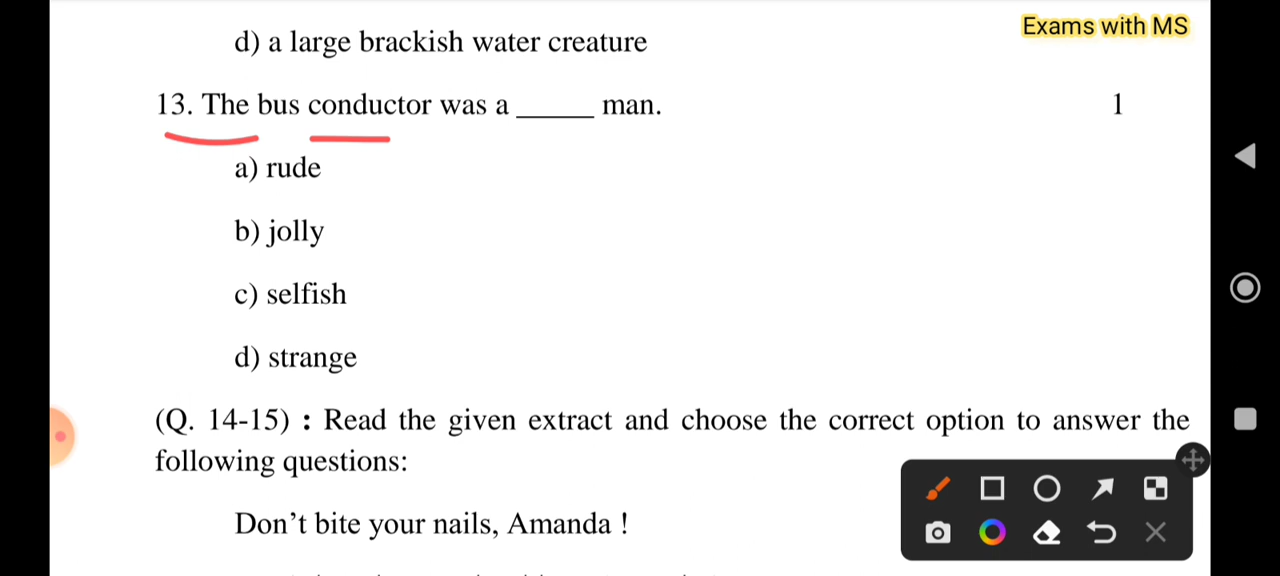 Exams with MS
d) a large brackish water creature
13. The bus conductor was a ______ man. 1
a) rude
b) jolly
c) selfish
d) strange
(Q. 14-15) : Read the given extract and choose the correct option to answer the
following questions:
Don’t bite your nails, Amanda !